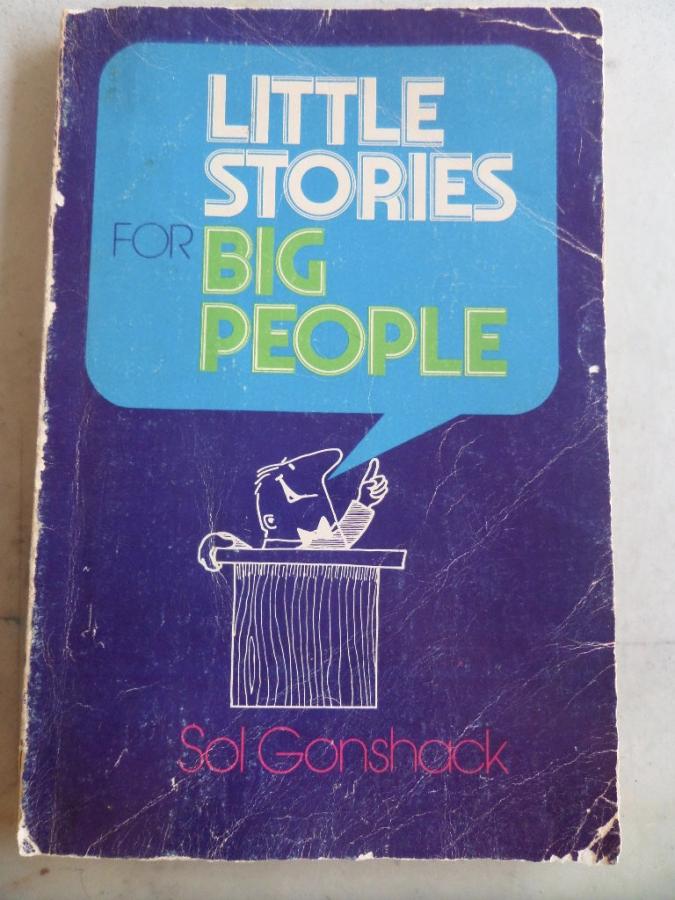 LITTLE
STORIES
FOR BIG
PEOPLE
Sol Gonshack